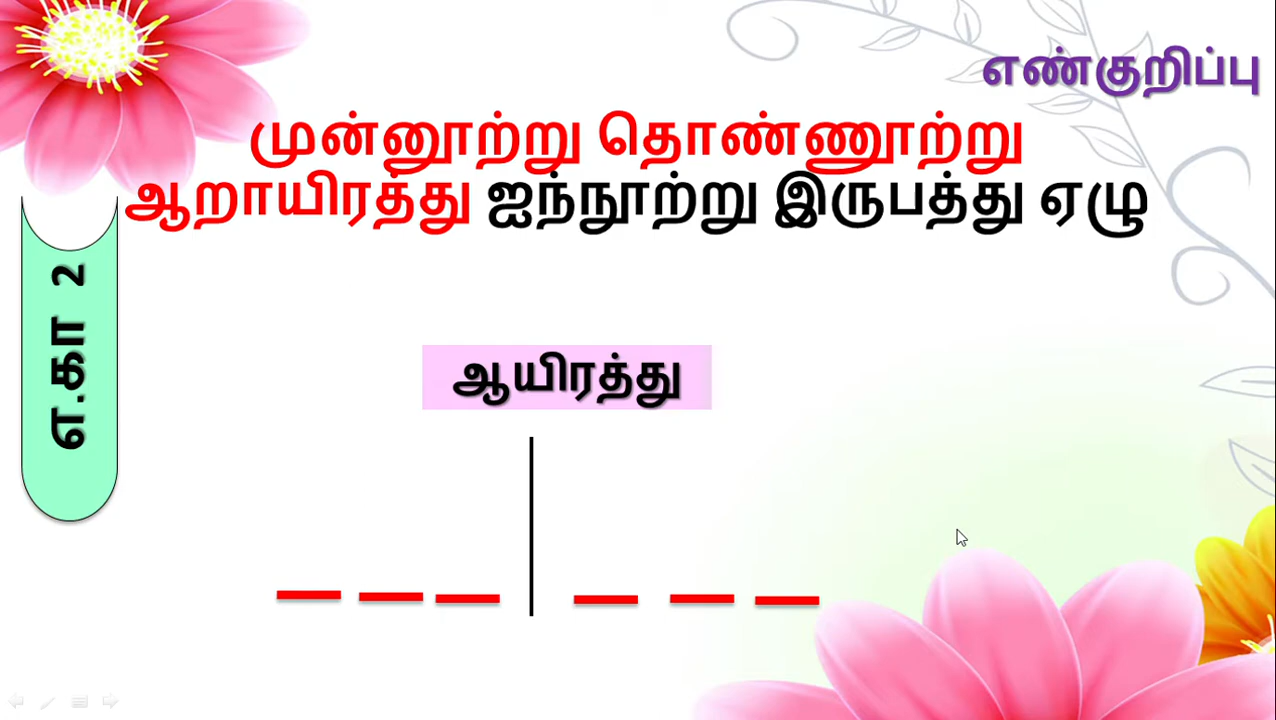 எண்குறிப்பு
முன்னூற்று தொண்ணூற்று
ஆறாயிரத்து ஐந்நூற்று இருபத்து ஏழு
எ.கா 2
ஆயிரத்து